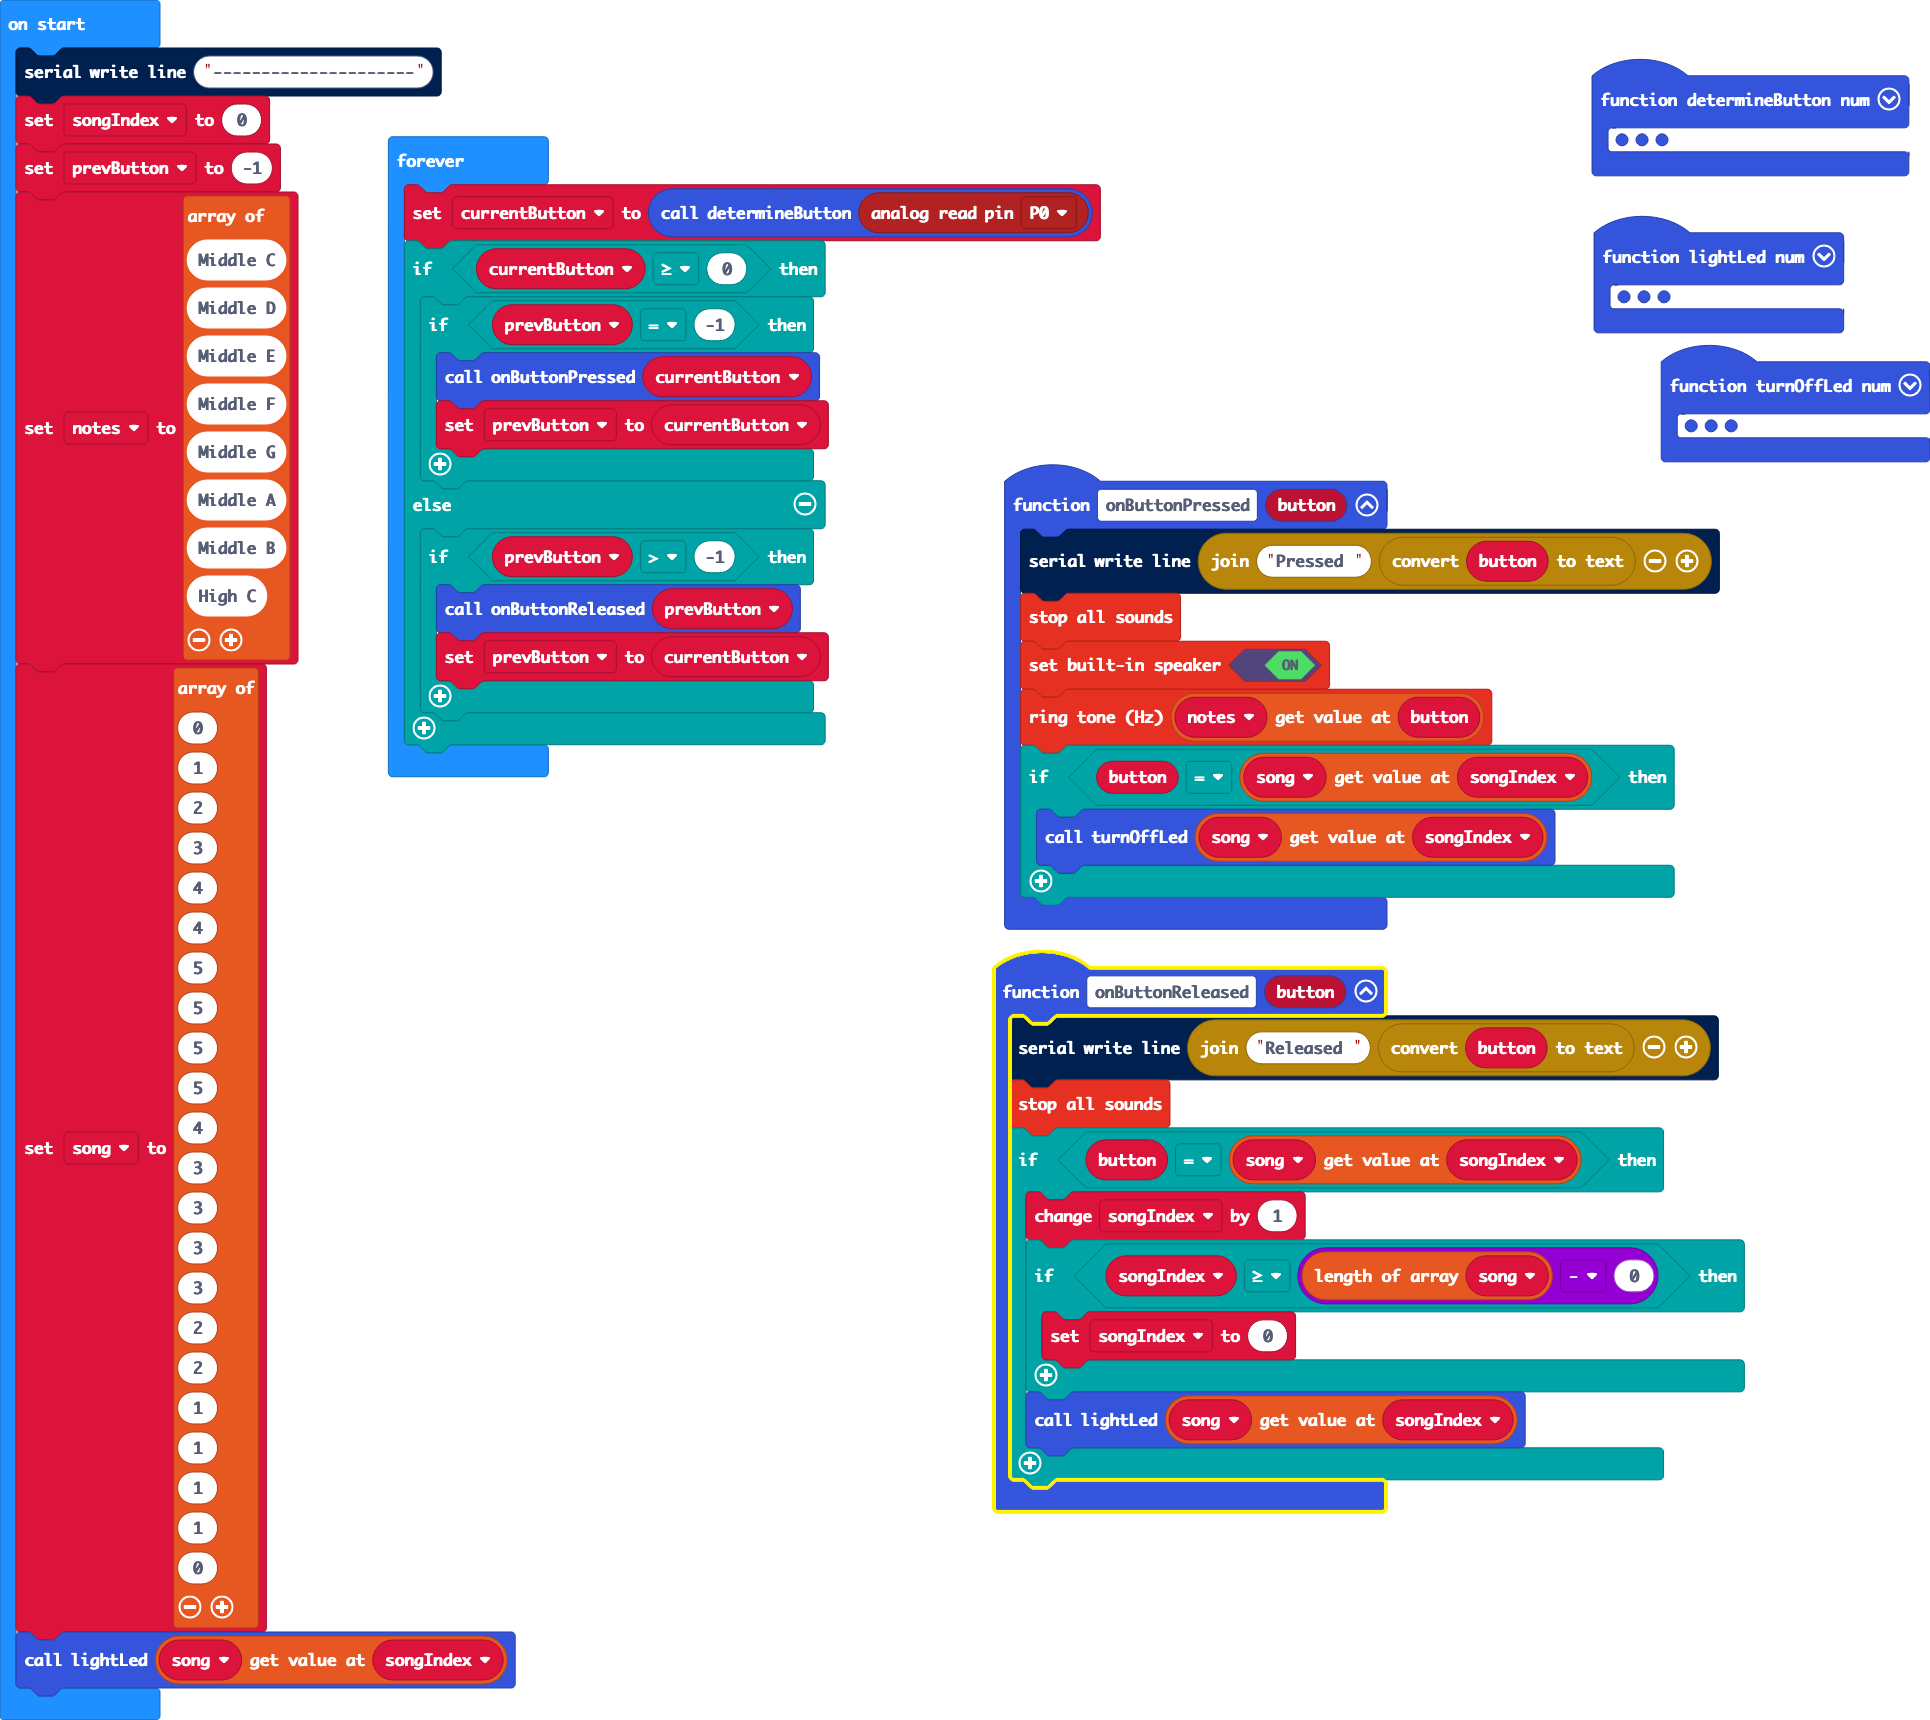 on start
serial write line "---------------------"
set songIndex to 0
set prevButton to -1
set notes to array of
Middle C
Middle D
Middle E
Middle F
Middle G
Middle A
Middle B
High C
set song to array of
0
1
2
3
4
4
5
5
5
5
4
3
3
3
3
2
2
1
1
1
1
0
call lightLed song get value at songIndex
forever
set currentButton to call determineButton analog read pin P0
if currentButton ≥ 0 then
if prevButton = -1 then
call onButtonPressed currentButton
set prevButton to currentButton
else
if prevButton > -1 then
call onButtonReleased prevButton
set prevButton to currentButton
function determineButton num
function lightLed num
function turnOffLed num
function onButtonPressed button
serial write line join "Pressed " convert button to text
stop all sounds
set built-in speaker ON
ring tone (Hz) notes get value at button
if button = song get value at songIndex then
call turnOffLed song get value at songIndex
function onButtonReleased button
serial write line join "Released " convert button to text
stop all sounds
if button = song get value at songIndex then
change songIndex by 1
if songIndex ≥ length of array song - 0 then
set songIndex to 0
call lightLed song get value at songIndex